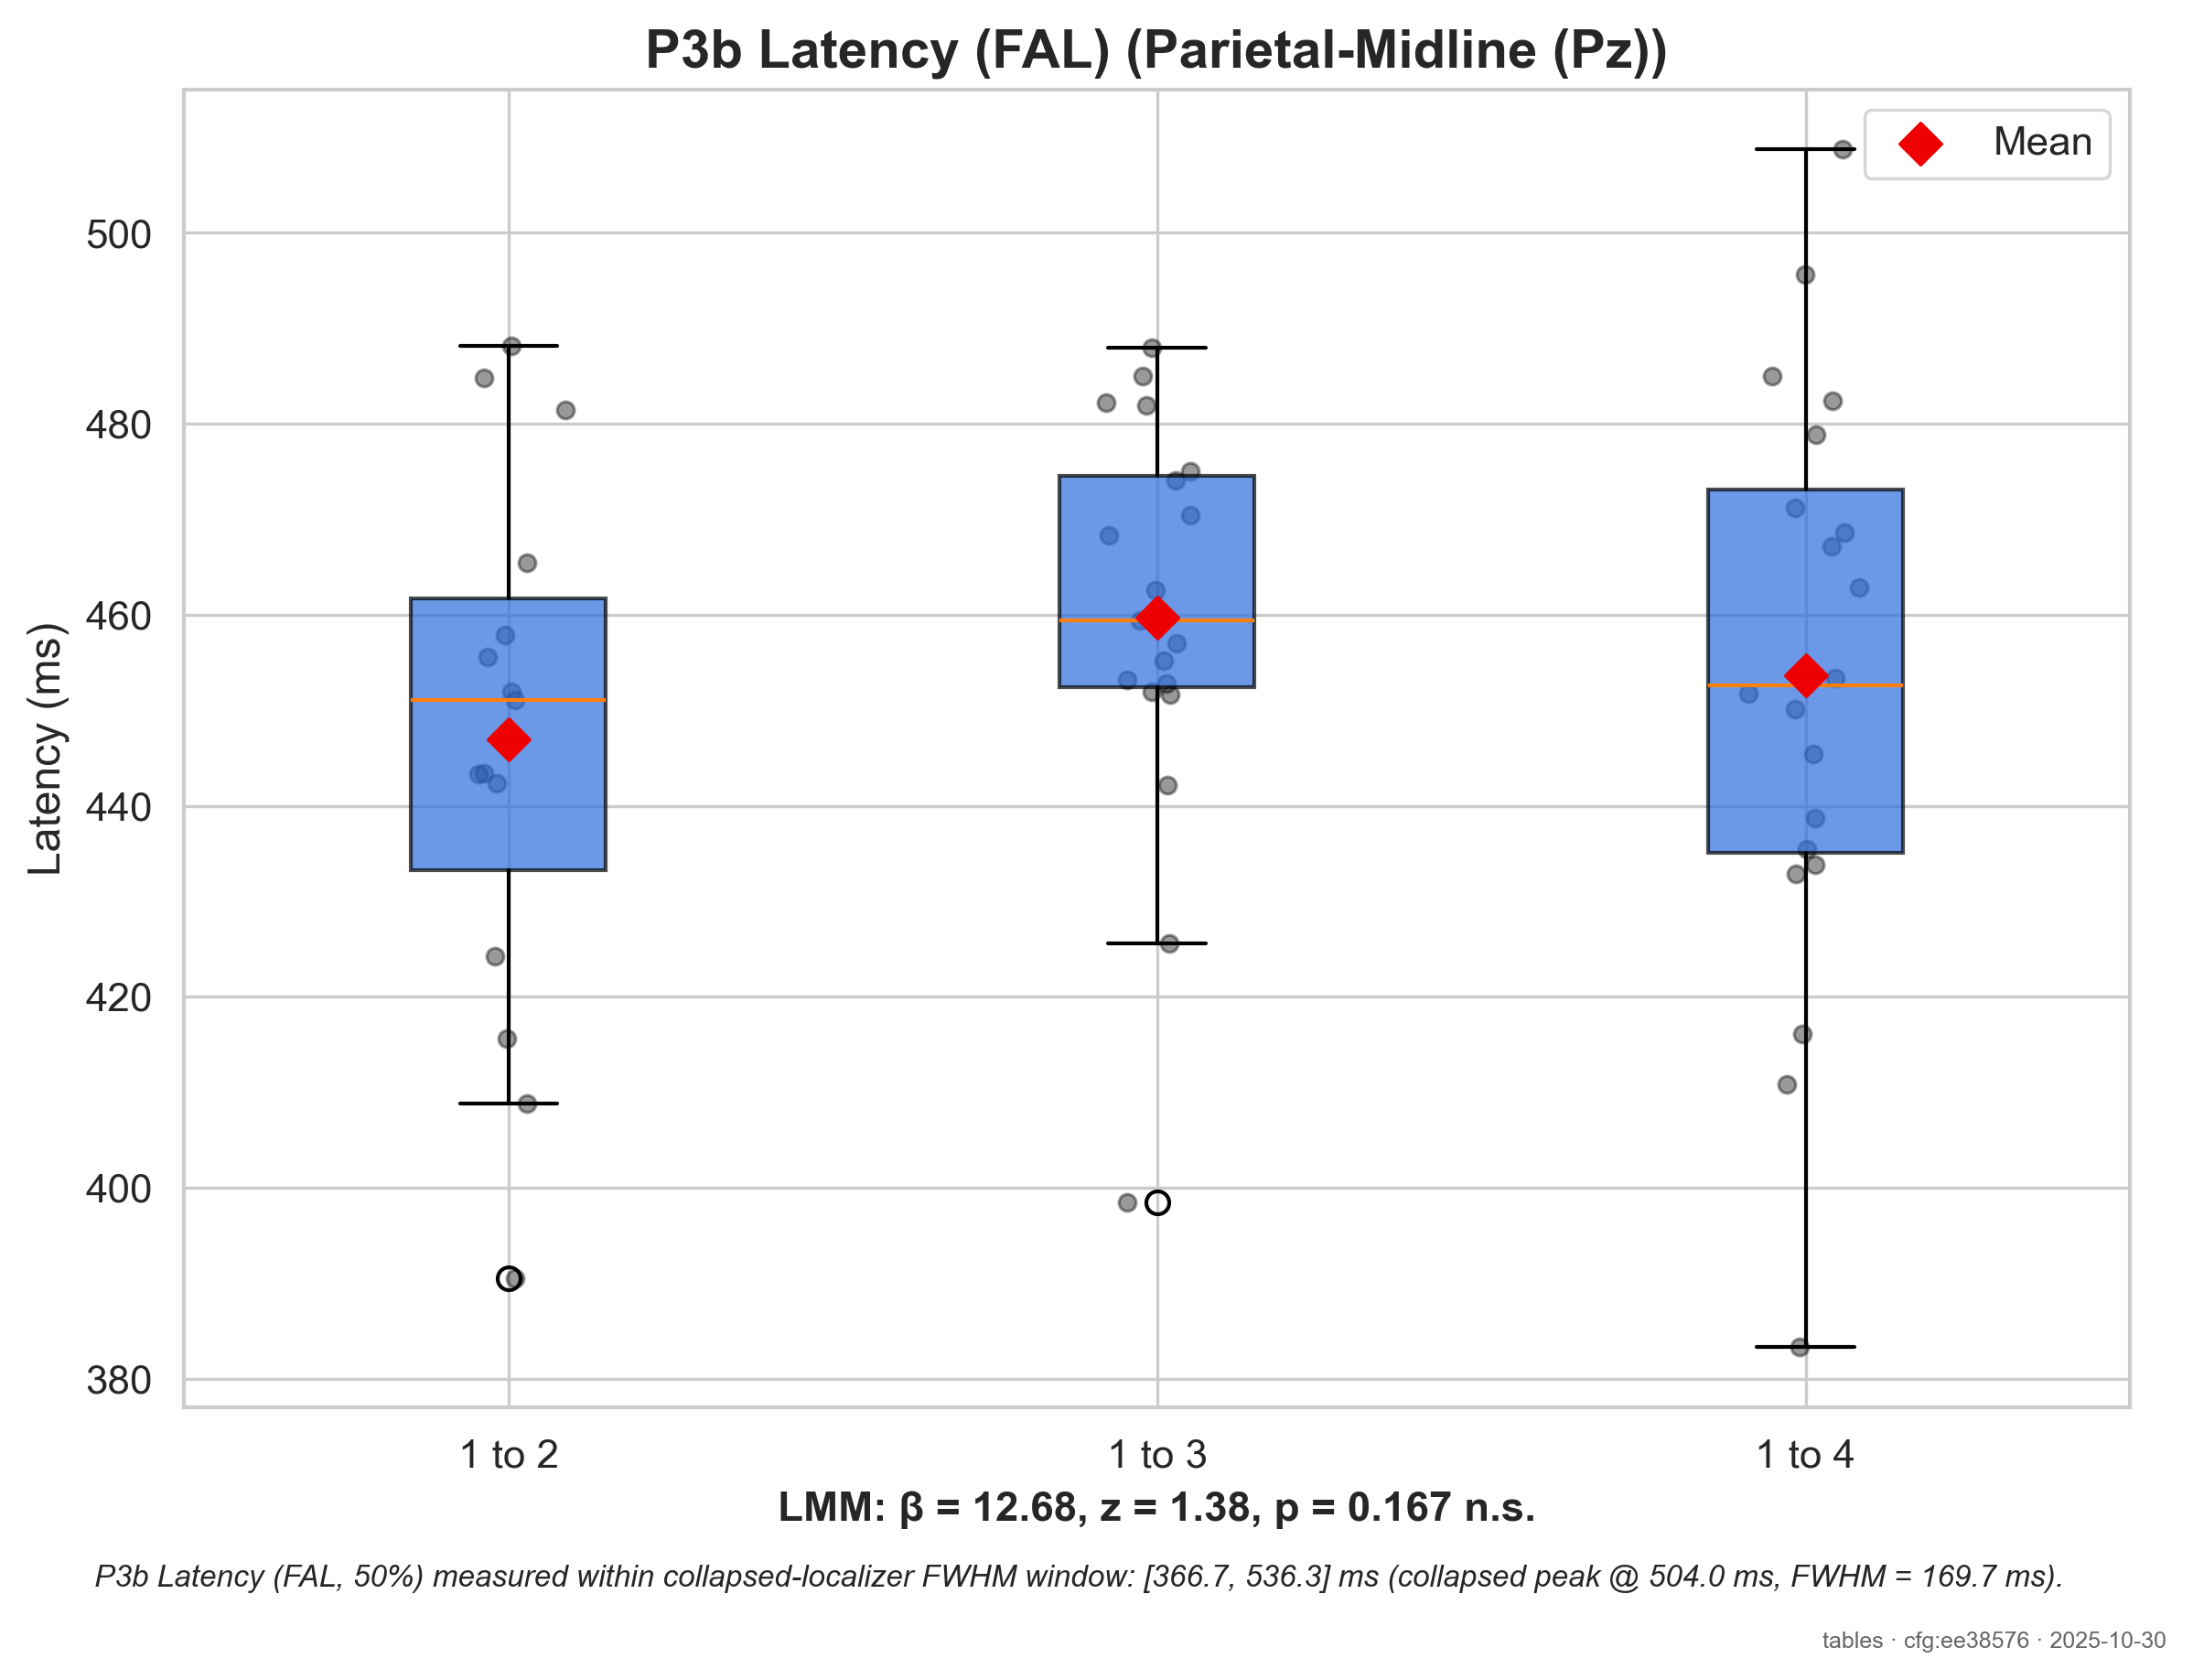 P3b Latency (FAL) (Parietal-Midline (Pz))
Mean
Latency (ms)
500
480
460
440
420
400
380
1 to 2
1 to 3
1 to 4
LMM: β = 12.68, z = 1.38, p = 0.167 n.s.
P3b Latency (FAL, 50%) measured within collapsed-localizer FWHM window: [366.7, 536.3] ms (collapsed peak @ 504.0 ms, FWHM = 169.7 ms).
tables · cfg:ee38576 · 2025-10-30